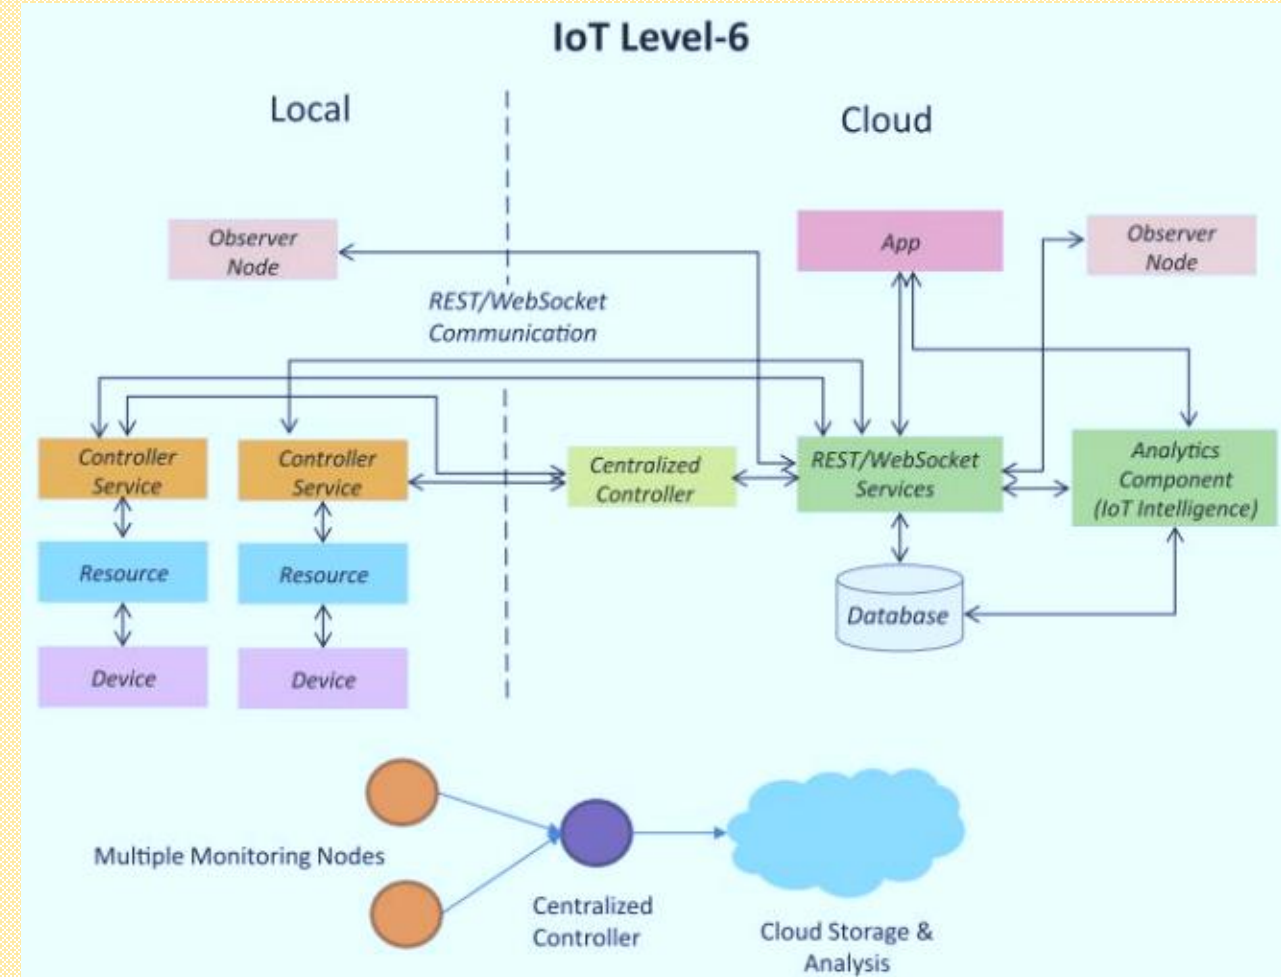 IoT Level-6
Local
Cloud
Observer
Node
App
Observer
Node
REST/WebSocket
Communication
Controller
Service
Controller
Service
Centralized
Controller
REST/WebSocket
Services
Analytics
Component
(IoT Intelligence)
Resource
Resource
Database
Device
Device
Multiple Monitoring Nodes
Centralized
Controller
Cloud Storage &
Analysis